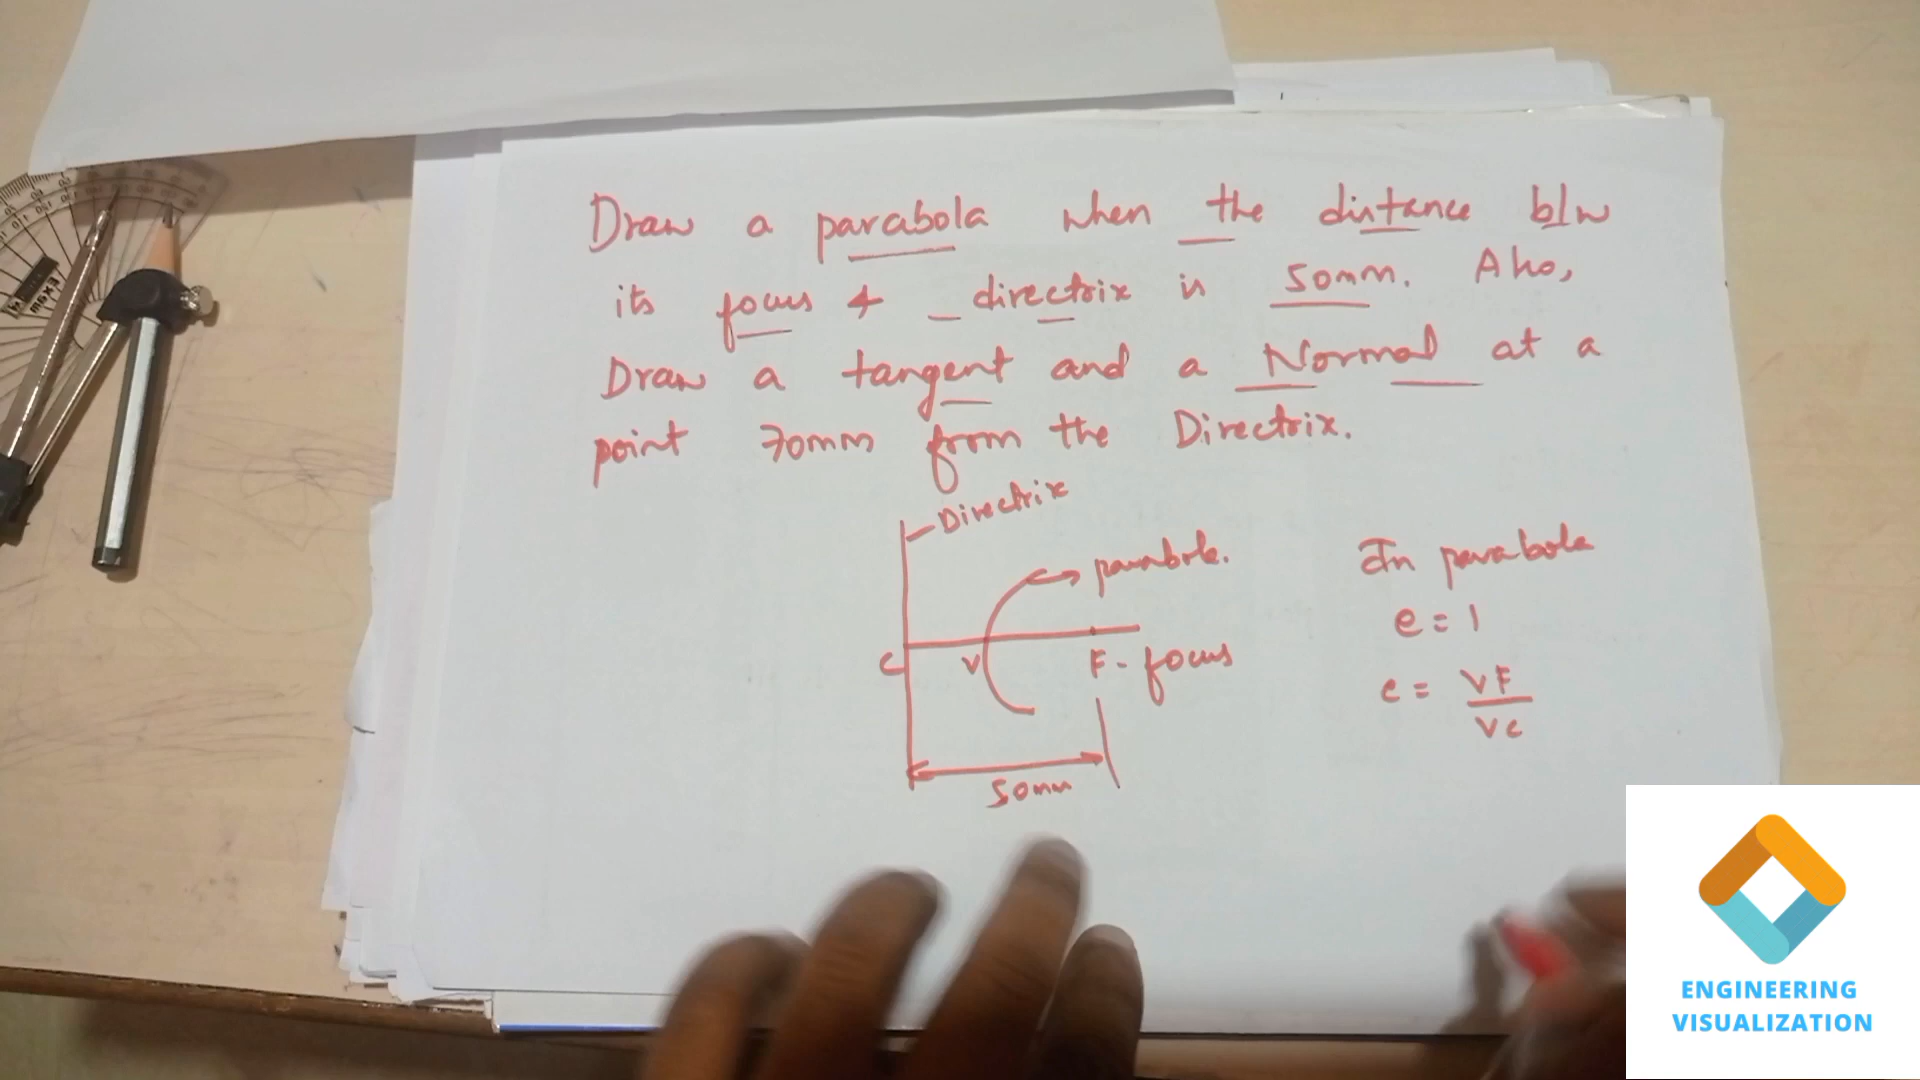 Draw a parabola when the distance b/w
its focus & directrix is 50mm. Also,
Draw a tangent and a Normal at a
point 70mm from the Directrix.
Directrix
parabola.
C
V
F - focus
50mm
In parabola
e = 1
e = VF
VC
ENGINEERING
VISUALIZATION